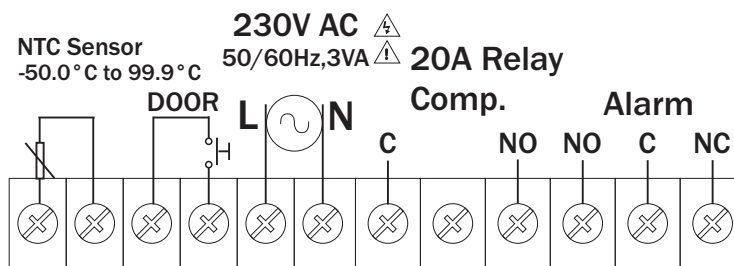 NTC Sensor
-50.0°C to 99.9°C
230V AC
50/60Hz,3VA
20A Relay
Comp.
Alarm
DOOR
L
N
C
NO
NO
C
NC